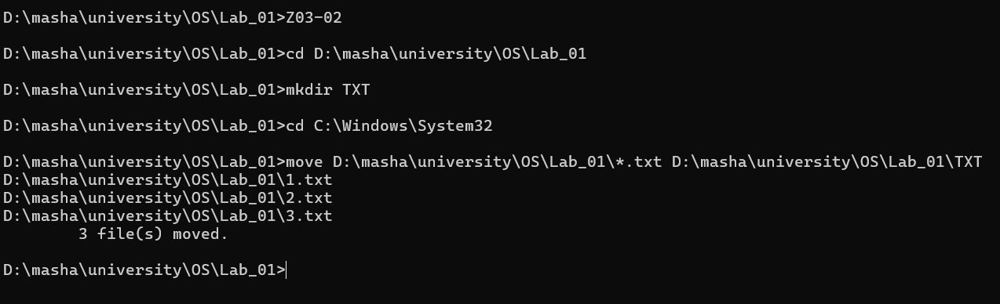 D:\masha\university\OS\Lab_01>Z03-02
D:\masha\university\OS\Lab_01>cd D:\masha\university\OS\Lab_01
D:\masha\university\OS\Lab_01>mkdir TXT
D:\masha\university\OS\Lab_01>cd C:\Windows\System32
D:\masha\university\OS\Lab_01>move D:\masha\university\OS\Lab_01\*.txt D:\masha\university\OS\Lab_01\TXT
D:\masha\university\OS\Lab_01\1.txt
D:\masha\university\OS\Lab_01\2.txt
D:\masha\university\OS\Lab_01\3.txt
        3 file(s) moved.
D:\masha\university\OS\Lab_01>